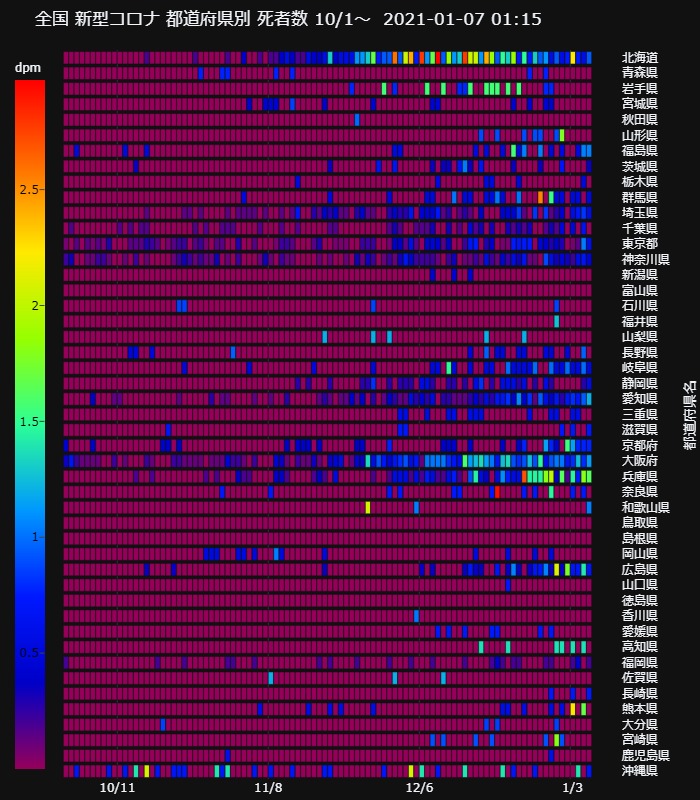 全国 新型コロナ 都道府県別 死者数 10/1～ 2021-01-07 01:15
dpm
2.5
2
1.5
1
0.5
北海道
青森県
岩手県
宮城県
秋田県
山形県
福島県
茨城県
栃木県
群馬県
埼玉県
千葉県
東京都
神奈川県
新潟県
富山県
石川県
福井県
山梨県
長野県
岐阜県
静岡県
愛知県
三重県
滋賀県
京都府
大阪府
兵庫県
奈良県
和歌山県
鳥取県
島根県
岡山県
広島県
山口県
徳島県
香川県
愛媛県
高知県
福岡県
佐賀県
長崎県
熊本県
大分県
宮崎県
鹿児島県
沖縄県
都道府県名
10/11
11/8
12/6
1/3